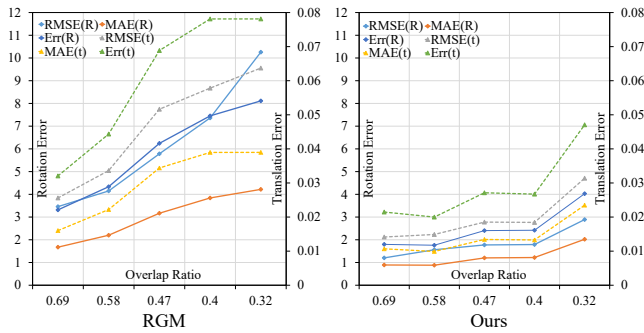 12 0.08 12 0.08
RMSE(R) MAE(R) RMSE(R) MAE(R)
11 11
Err(R) RMSE(t) Err(R) RMSE(t)
0.07 0.07
10 MAE(t) Err(t) 10 MAE(t) Err(t)
9 0.06 9 0.06
8 8
0.05 0.05
7 7
6 0.04 6 0.04
5 5
0.03 0.03
4 4
3 0.02 3 0.02
2 2
0.01 0.01
1 1
0 0 0 0
Rotation Error Translation Error Rotation Error Translation Error
Overlap Ratio Overlap Ratio
0.69 0.58 0.47 0.4 0.32 0.69 0.58 0.47 0.4 0.32
RGM Ours